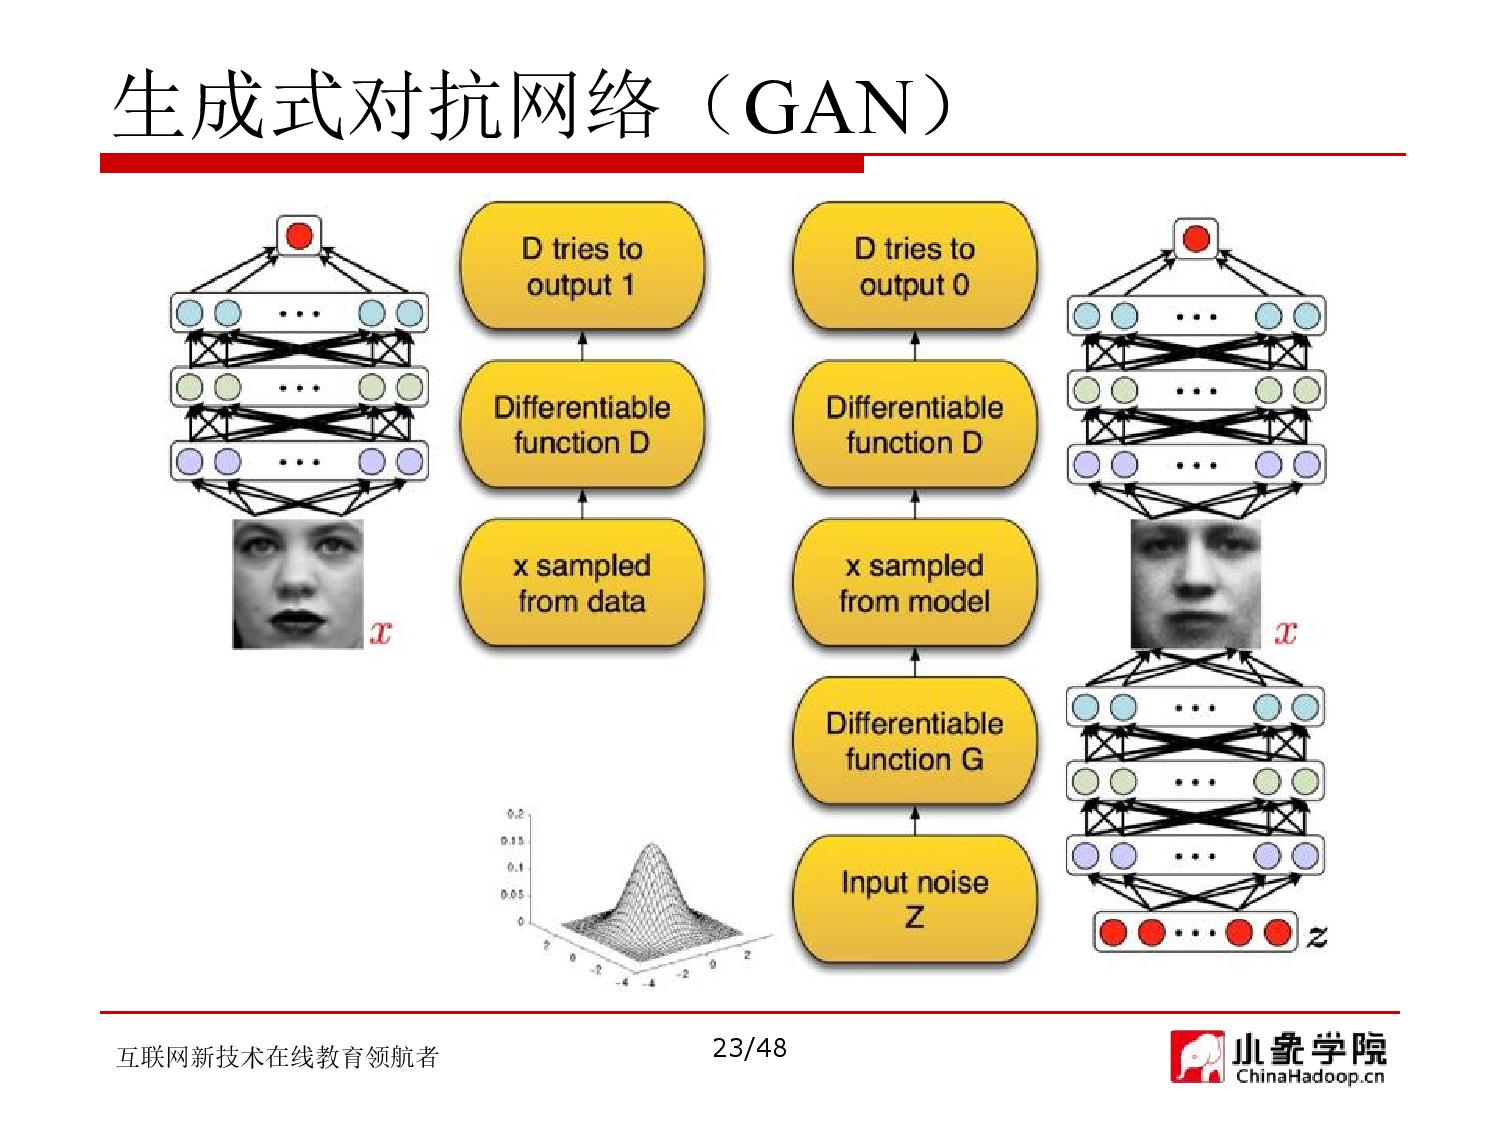 生成式对抗网络（GAN）
D tries to
output 1
Differentiable
function D
x sampled
from data
x
D tries to
output 0
Differentiable
function D
x sampled
from model
x
Differentiable
function G
Input noise
Z
z
0.2
0.15
0.1
0.05
0
2
0
-2
-4
-4
-2
0
2
互联网新技术在线教育领航者
23/48
小象学院
ChinaHadoop.cn